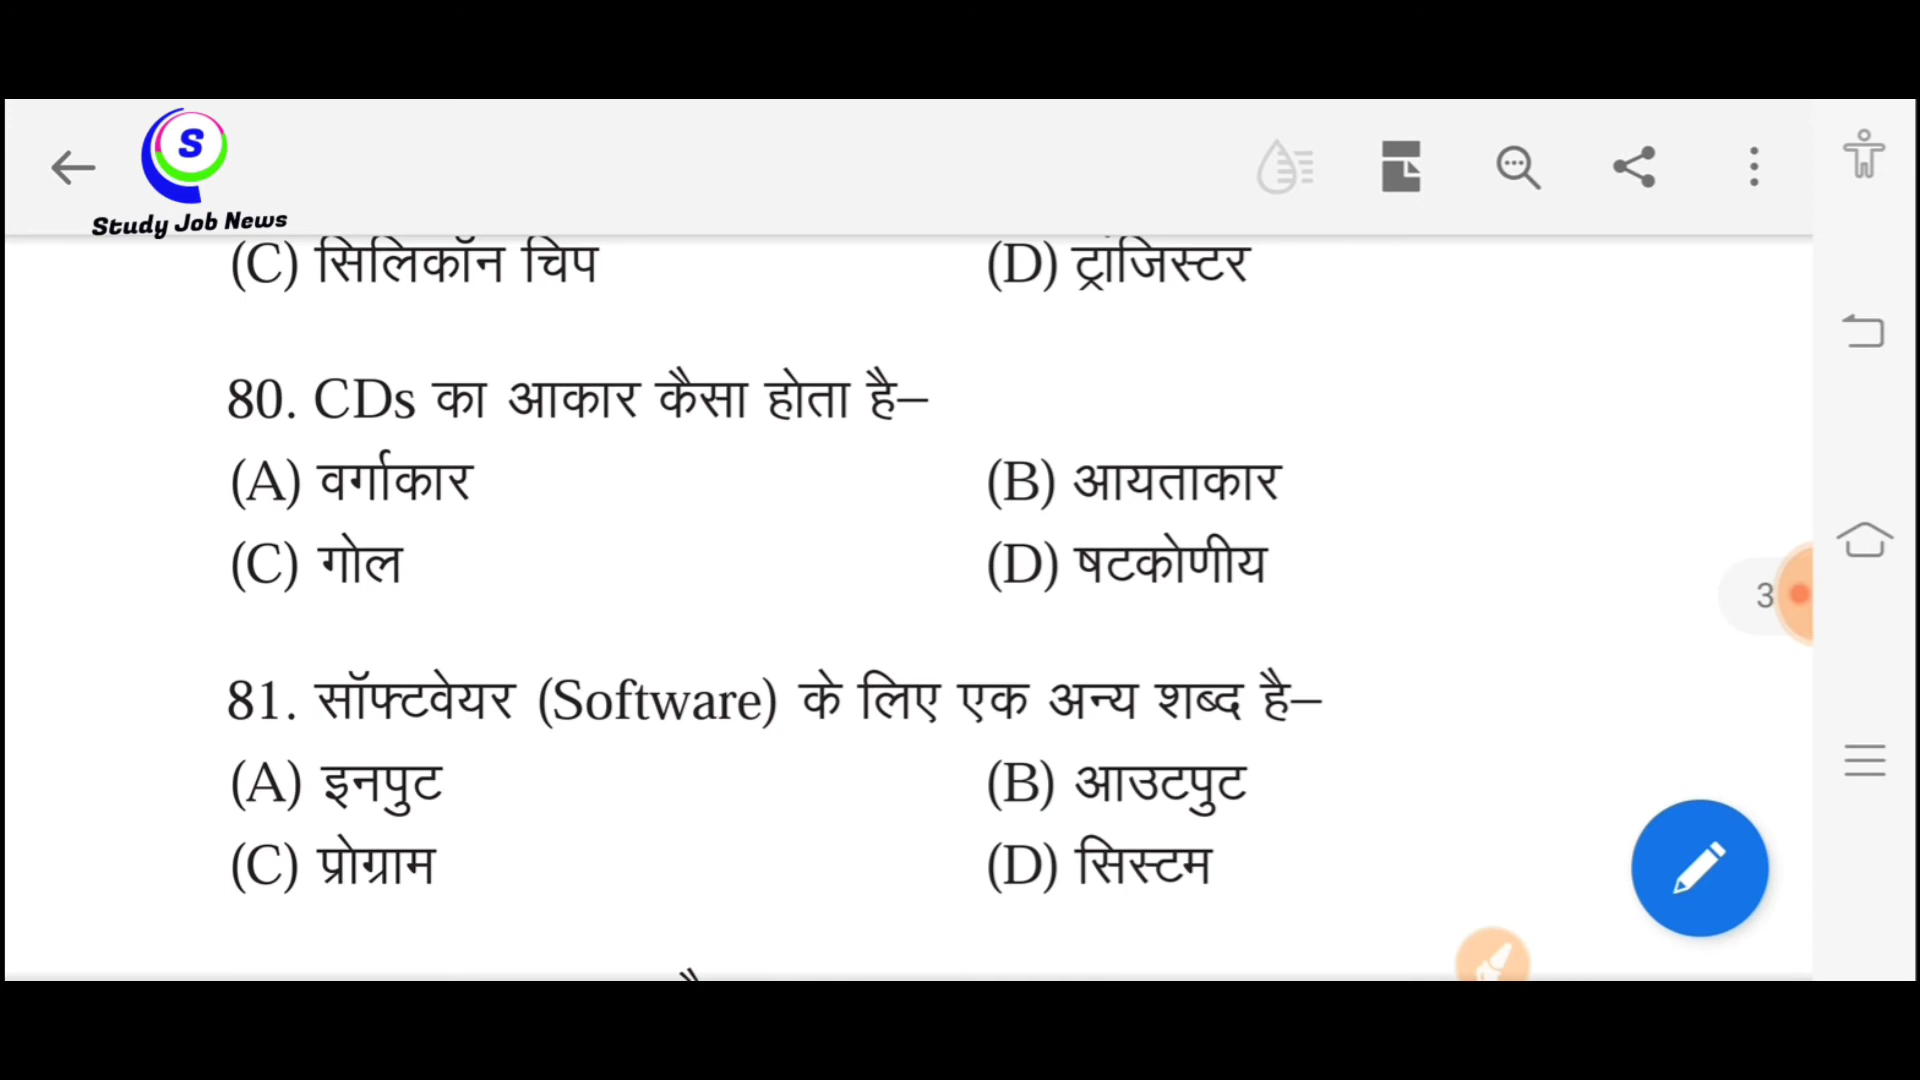 S
Study Job News
(C) सिलिकॉन चिप (D) ट्रांजिस्टर
80. CDs का आकार कैसा होता है–
(A) वर्गाकार (B) आयताकार
(C) गोल (D) षटकोणीय
3
81. सॉफ्टवेयर (Software) के लिए एक अन्य शब्द है–
(A) इनपुट (B) आउटपुट
(C) प्रोग्राम (D) सिस्टम